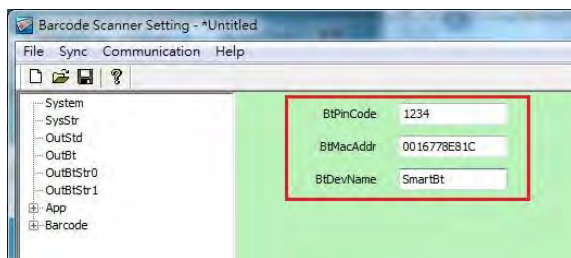 Barcode Scanner Setting - *Untitled
File Sync Communication Help
System
SysStr
OutStd
OutBt
OutBtStr0
OutBtStr1
App
Barcode
BtPinCode 1234
BtMacAddr 0016778E81C
BtDevName SmartBt